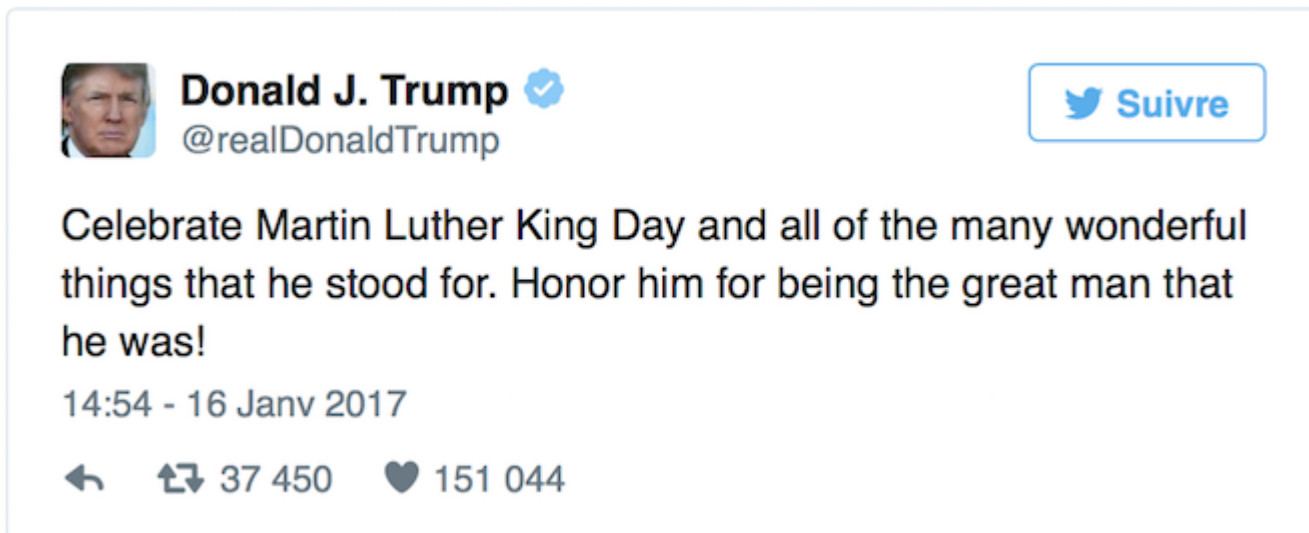 Donald J. Trump
@realDonaldTrump
Suivre
Celebrate Martin Luther King Day and all of the many wonderful
things that he stood for. Honor him for being the great man that
he was!
14:54 - 16 Janv 2017
37 450 151 044